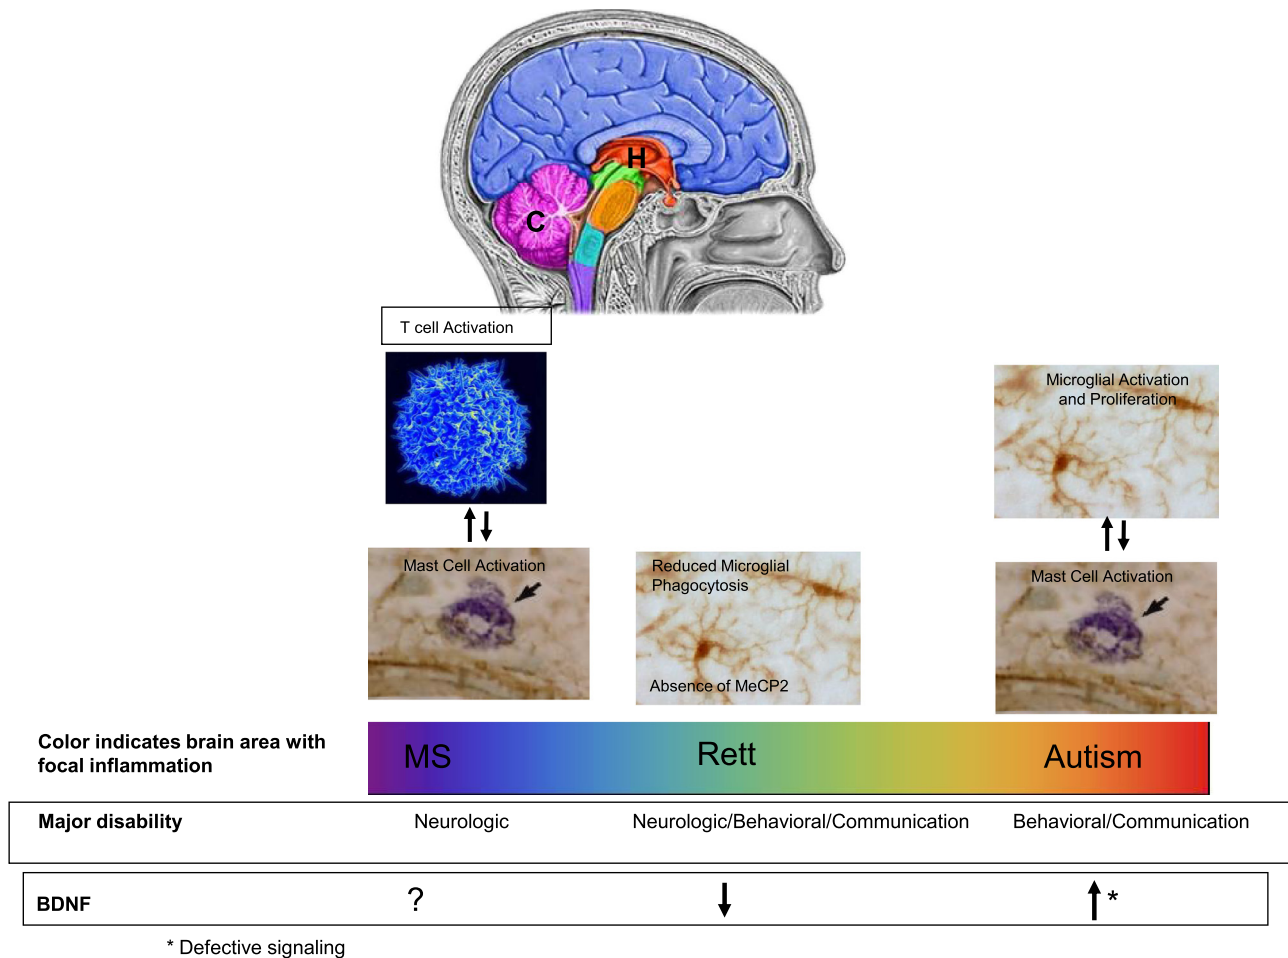 H
C
T cell Activation
Microglial Activation
and Proliferation
Mast Cell Activation
Reduced Microglial
Phagocytosis
Absence of MeCP2
Mast Cell Activation
Color indicates brain area with
focal inflammation
MS Rett Autism
Major disability Neurologic Neurologic/Behavioral/Communication Behavioral/Communication
BDNF ? ↓ ↑ *
* Defective signaling